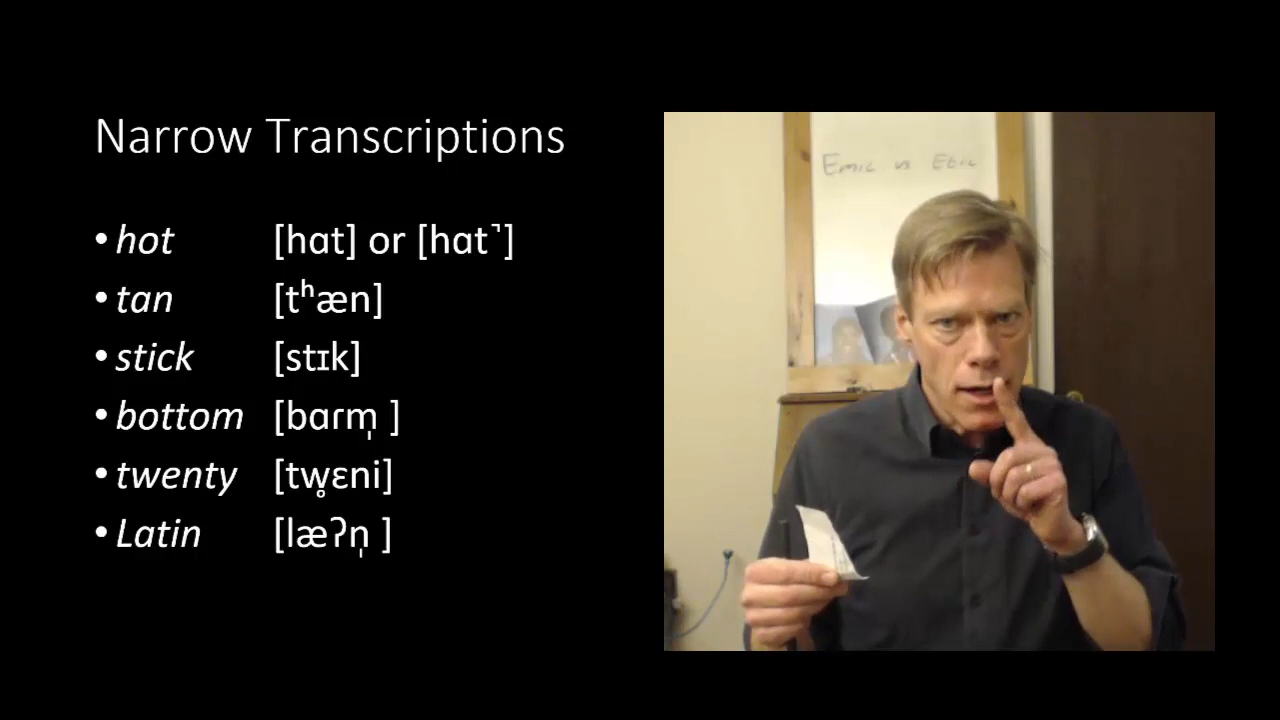 Narrow Transcriptions
Emic vs Etic
• hot [hɑt] or [hɑt˺]
• tan [tʰæn]
• stick [stɪk]
• bottom [bɑɾm̩ ]
• twenty [tw̥ɛni]
• Latin [læʔn̩ ]